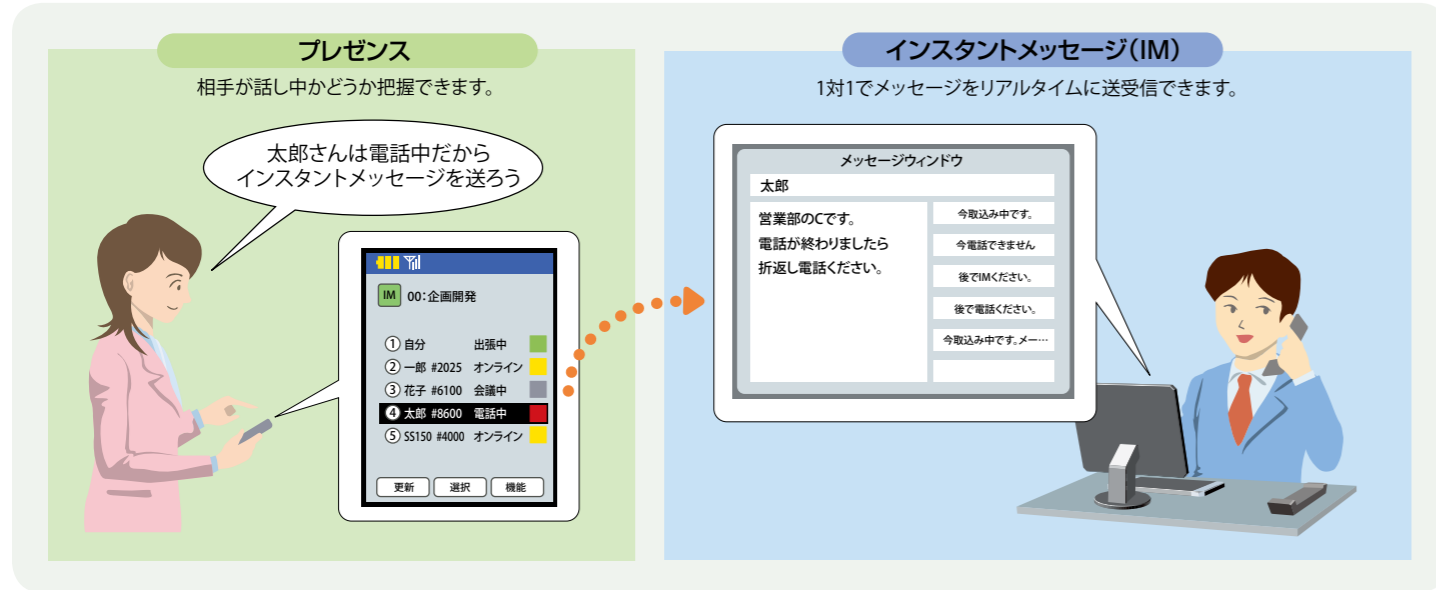 プレゼンス
相手が話し中かどうか把握できます。
太郎さんは電話中だから
インスタントメッセージを送ろう
IM 00：企画開発
① 自分 出張中
② 一郎 #2025 オンライン
③ 花子 #6100 会議中
④ 太郎 #8600 電話中
⑤ SS150 #4000 オンライン
更新 選択 機能
インスタントメッセージ（IM）
1対1でメッセージをリアルタイムに送受信できます。
メッセージウィンドウ
太郎
営業部のCです。
電話が終わりましたら
折返し電話ください。
今取込み中です。
今電話できません
後でIMください。
後で電話ください。
今取込み中です。メー…